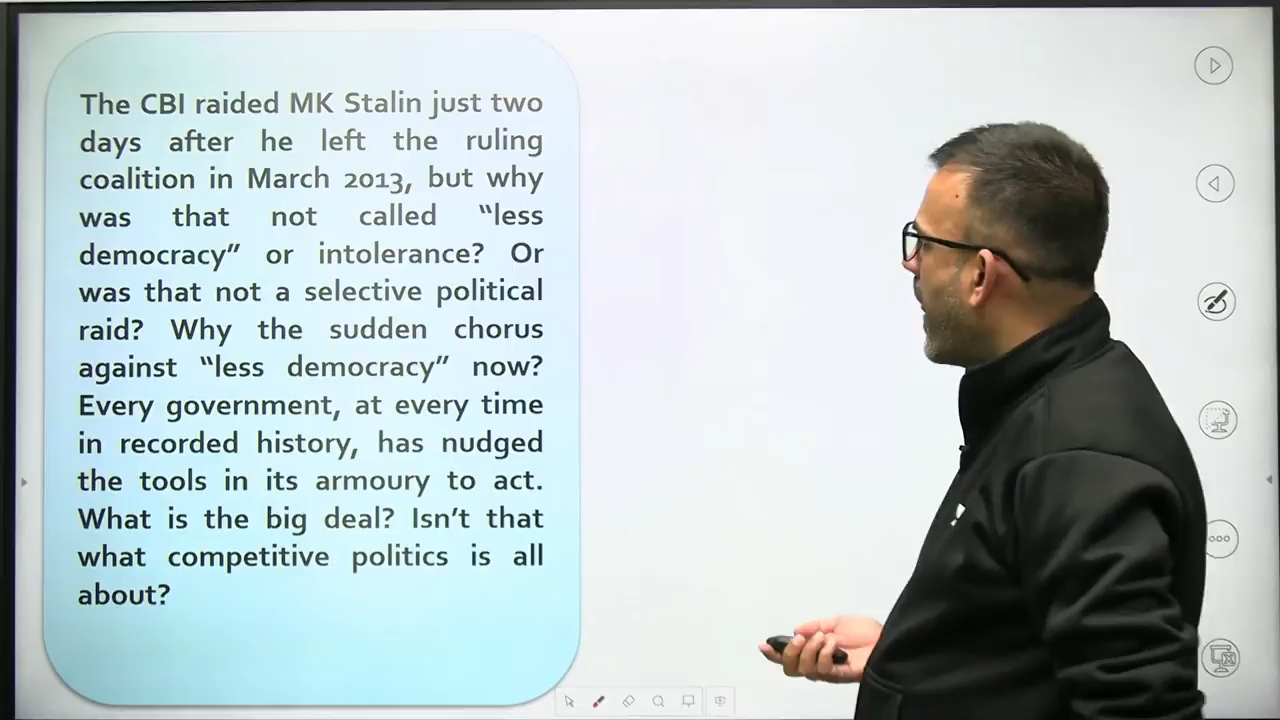 The CBI raided MK Stalin just two
days after he left the ruling
coalition in March 2013, but why
was that not called “less
democracy” or intolerance? Or
was that not a selective political
raid? Why the sudden chorus
against “less democracy” now?
Every government, at every time
in recorded history, has nudged
the tools in its armoury to act.
What is the big deal? Isn’t that
what competitive politics is all
about?